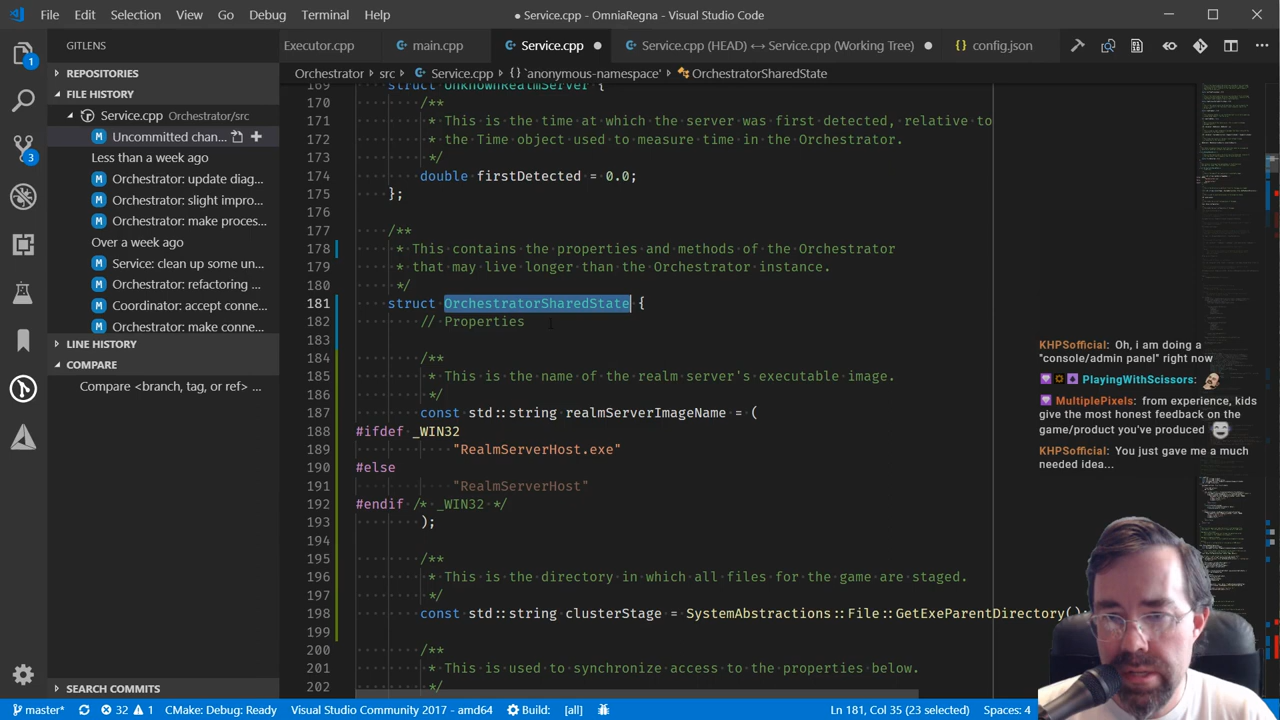 File Edit Selection View Go Debug Terminal Help
● Service.cpp - OmniaRegna - Visual Studio Code
GITLENS
Executor.cpp
main.cpp
Service.cpp ●
Service.cpp (HEAD) ↔ Service.cpp (Working Tree) ●
config.json
REPOSITORIES
FILE HISTORY
Service.cpp Orchestrator/src
M Uncommitted chan...
Less than a week ago
M Orchestrator: update diag...
M Orchestrator: slight impro...
M Orchestrator: make proces...
Over a week ago
M Service: clean up some un...
M Orchestrator: refactoring ...
M Coordinator: accept conne...
M Orchestrator: make conne...
LINE HISTORY
COMPARE
Compare <branch, tag, or ref> ...
SEARCH COMMITS
1
3
Orchestrator > src > Service.cpp > {} `anonymous-namespace' > OrchestratorSharedState
169 struct UnknownRealmServer {
170 /**
171 * This is the time at which the server was first detected, relative to
172 * the Time object used to measure time in the Orchestrator.
173 */
174 double firstDetected = 0.0;
175 };
176
177 /**
178 * This contains the properties and methods of the Orchestrator
179 * that may live longer than the Orchestrator instance.
180 */
181 struct OrchestratorSharedState {
182 // Properties
183
184 /**
185 * This is the name of the realm server's executable image.
186 */
187 const std::string realmServerImageName = (
188 #ifdef _WIN32
189 "RealmServerHost.exe"
190 #else
191 "RealmServerHost"
192 #endif /* _WIN32 */
193 );
194
195 /**
196 * This is the directory in which all files for the game are staged.
197 */
198 const std::string clusterStage = SystemAbstractions::File::GetExeParentDirectory();
199
200 /**
201 * This is used to synchronize access to the properties below.
202 */
KHPSofficial: Oh, i am doing a
"console/admin panel" right now
PlayingWithScissors:
MultiplePixels: from experience, kids
give the most honest feedback on the
game/product you've produced
KHPSofficial: You just gave me a much
needed idea...
master* 32 1 CMake: Debug: Ready Visual Studio Community 2017 - amd64 Build: [all] Ln 181, Col 35 (23 selected) Spaces: 4